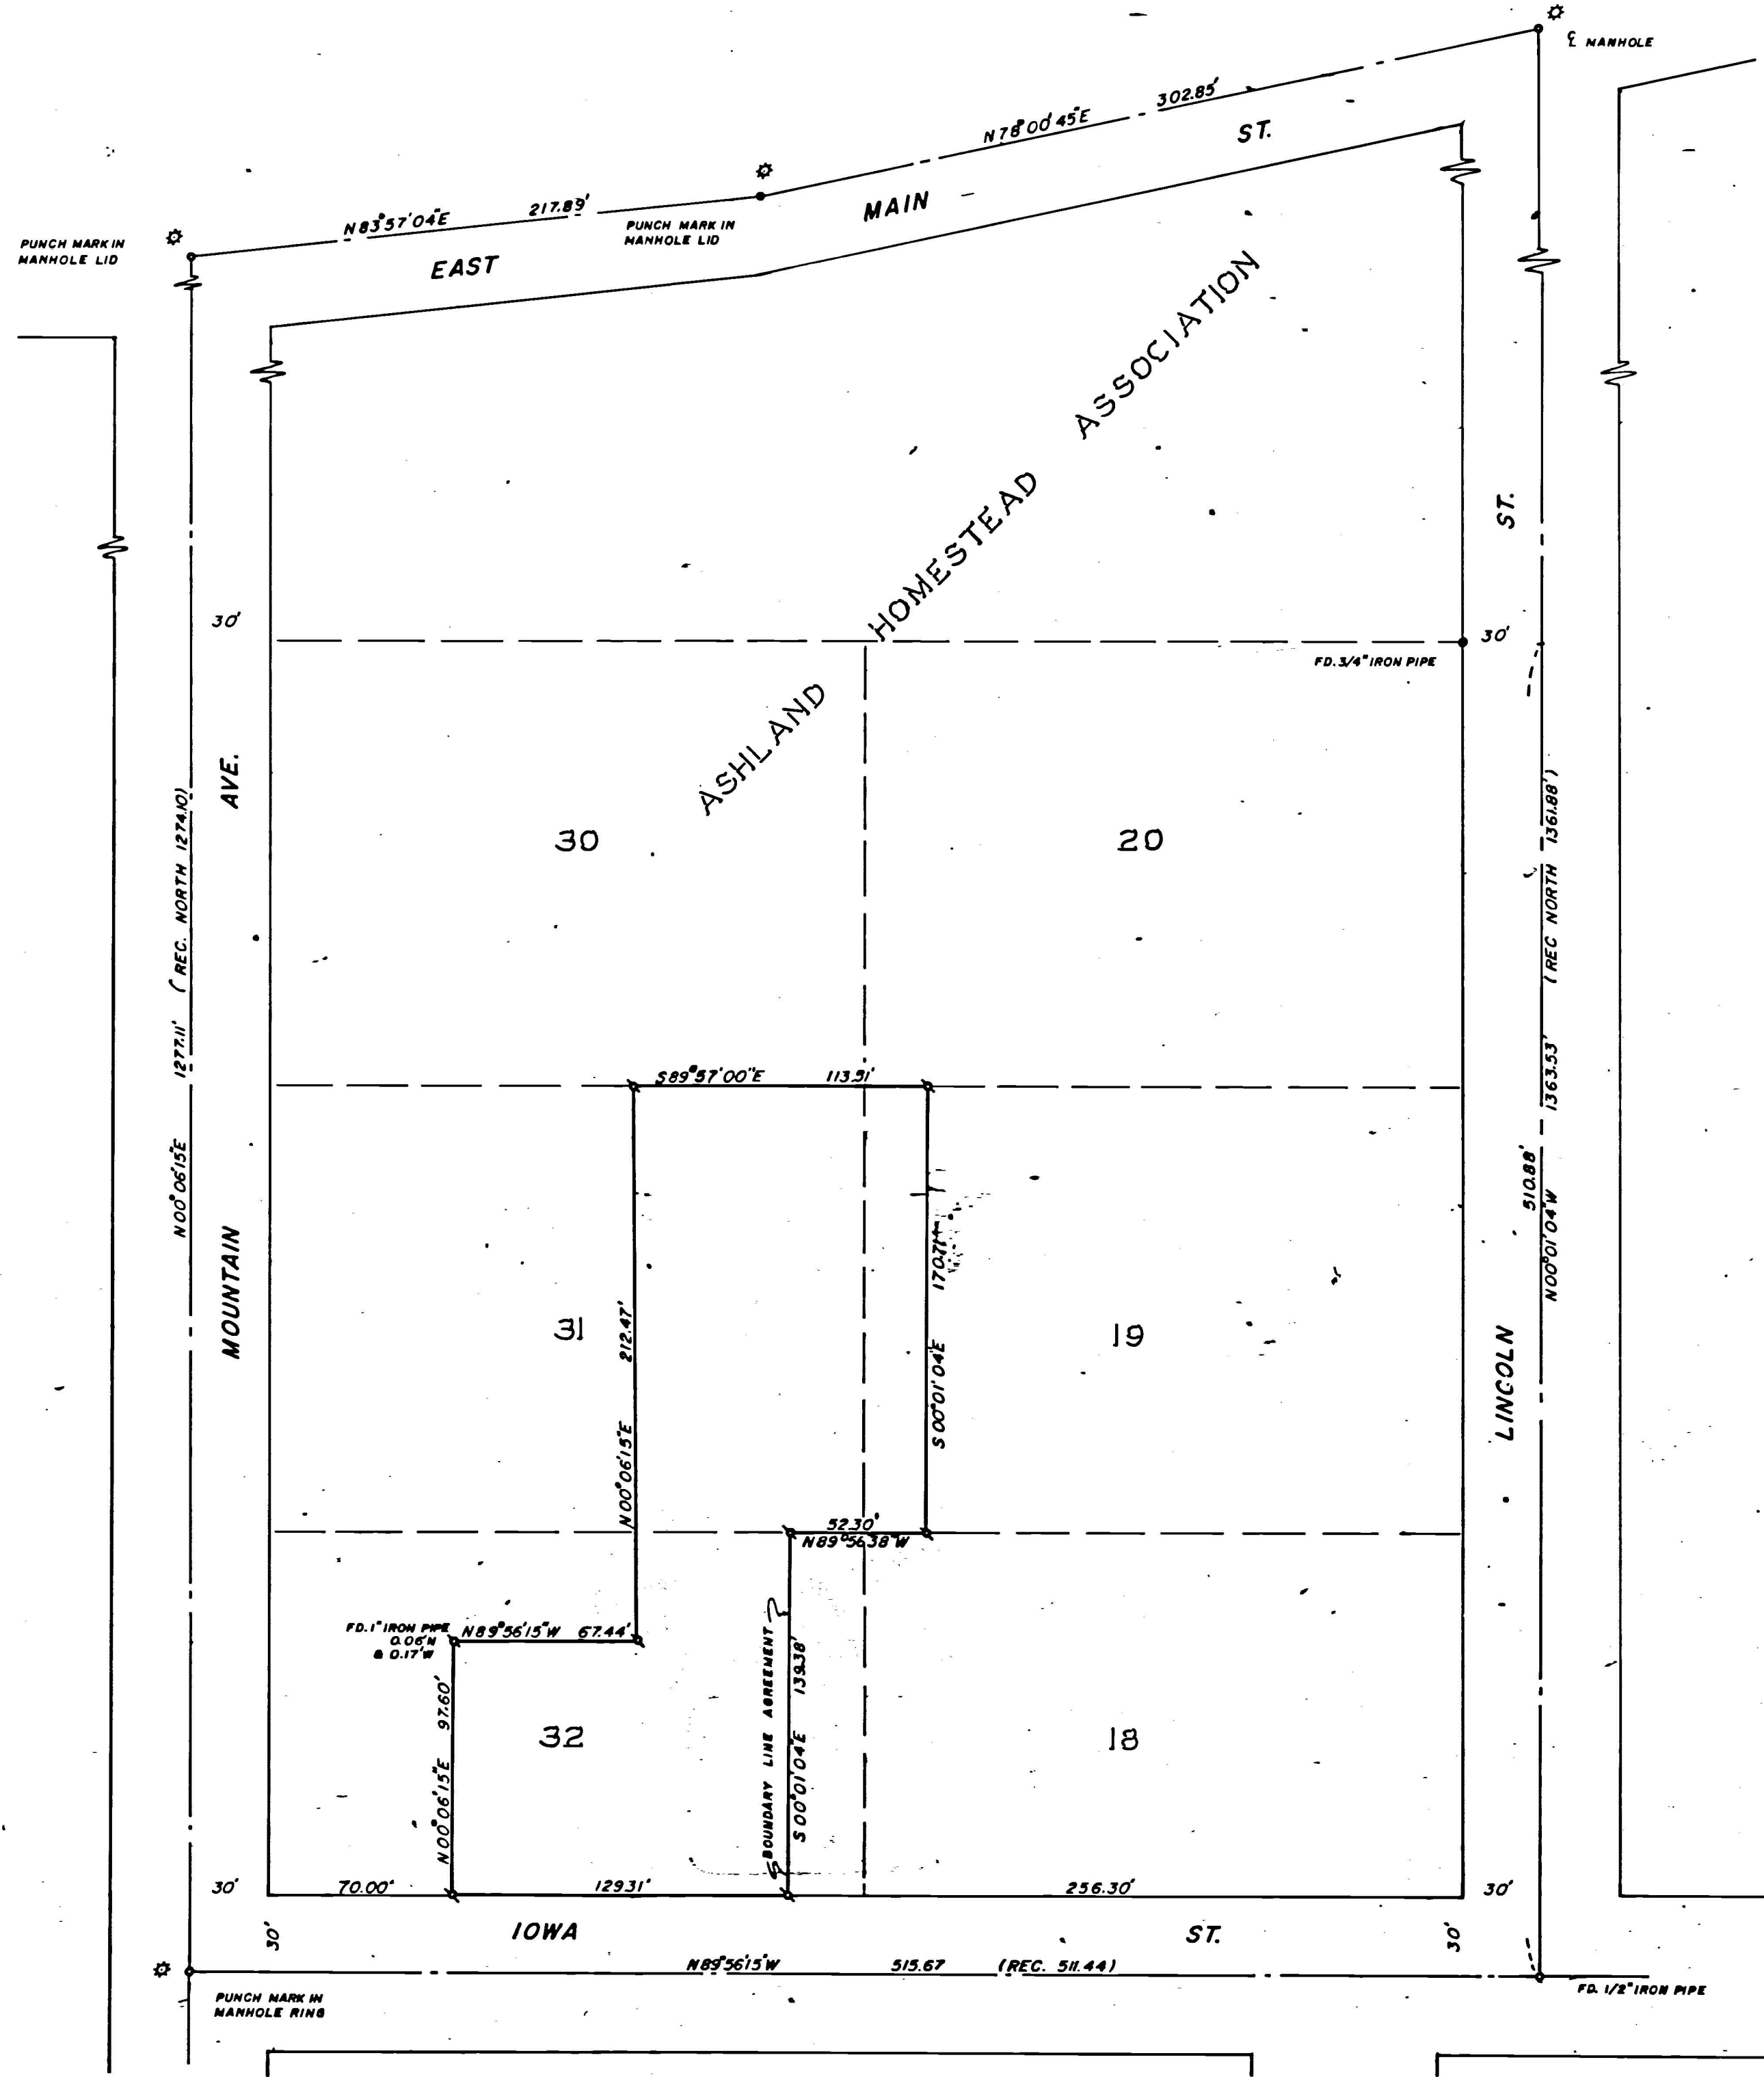 ℄ MANHOLE
N78°00'45"E 302.85'
ST.
MAIN
N83°57'04"E 217.89'
PUNCH MARK IN
MANHOLE LID
PUNCH MARK IN
MANHOLE LID
EAST
ASHLAND HOMESTEAD ASSOCIATION
ST.
30'
30'
FD. 3/4" IRON PIPE
AVE.
30
20
N00°06'15"E 1277.11' (REC. NORTH 1274.10)
N00°01'04"W 1363.53' (REC NORTH 1361.88')
510.88'
S89°57'00"E 113.51'
MOUNTAIN
31
N00°06'15"E 212.47'
S00°01'04"E 170.71'
19
LINCOLN
52.30'
N89°56'38"W
FD. 1" IRON PIPE
0.06'N
& 0.17'W
N89°56'15"W 67.44'
N00°06'15"E 97.60'
32
BOUNDARY LINE AGREEMENT
S00°01'04"E 139.38'
18
30'
70.00'
129.31'
256.30'
30'
30'
IOWA
ST.
30'
N89°56'15"W 515.67 (REC. 511.44)
PUNCH MARK IN
MANHOLE RING
FD. 1/2" IRON PIPE